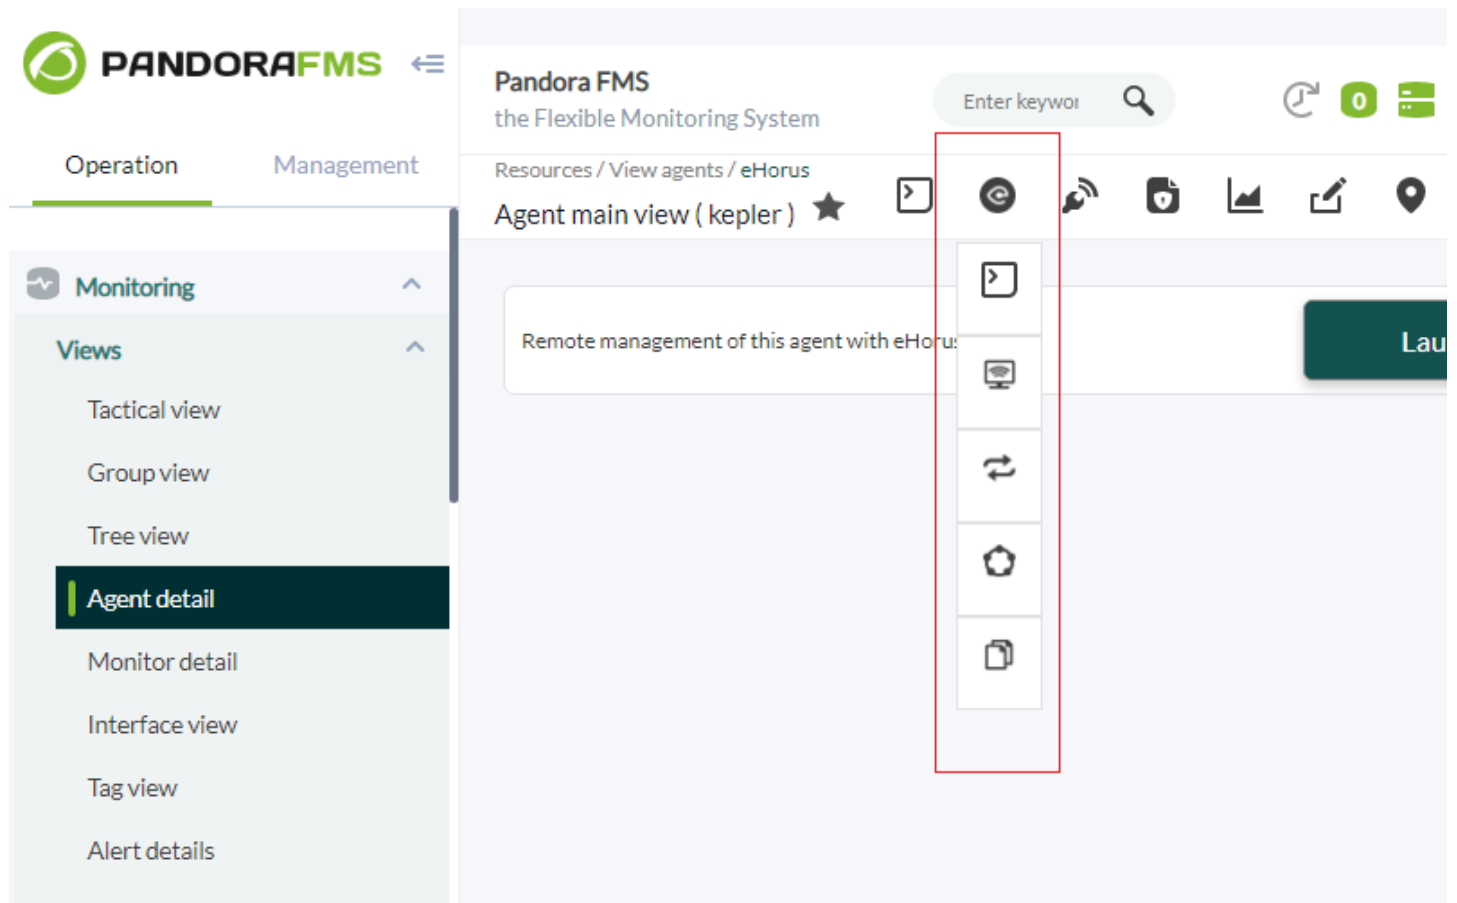 PANDORAFMS
Operation
Management
Monitoring
Views
Tactical view
Group view
Tree view
Agent detail
Monitor detail
Interface view
Tag view
Alert details
Pandora FMS
the Flexible Monitoring System
Enter keywor
0
Resources / View agents / eHorus
Agent main view ( kepler )
Remote management of this agent with eHorus
Lau